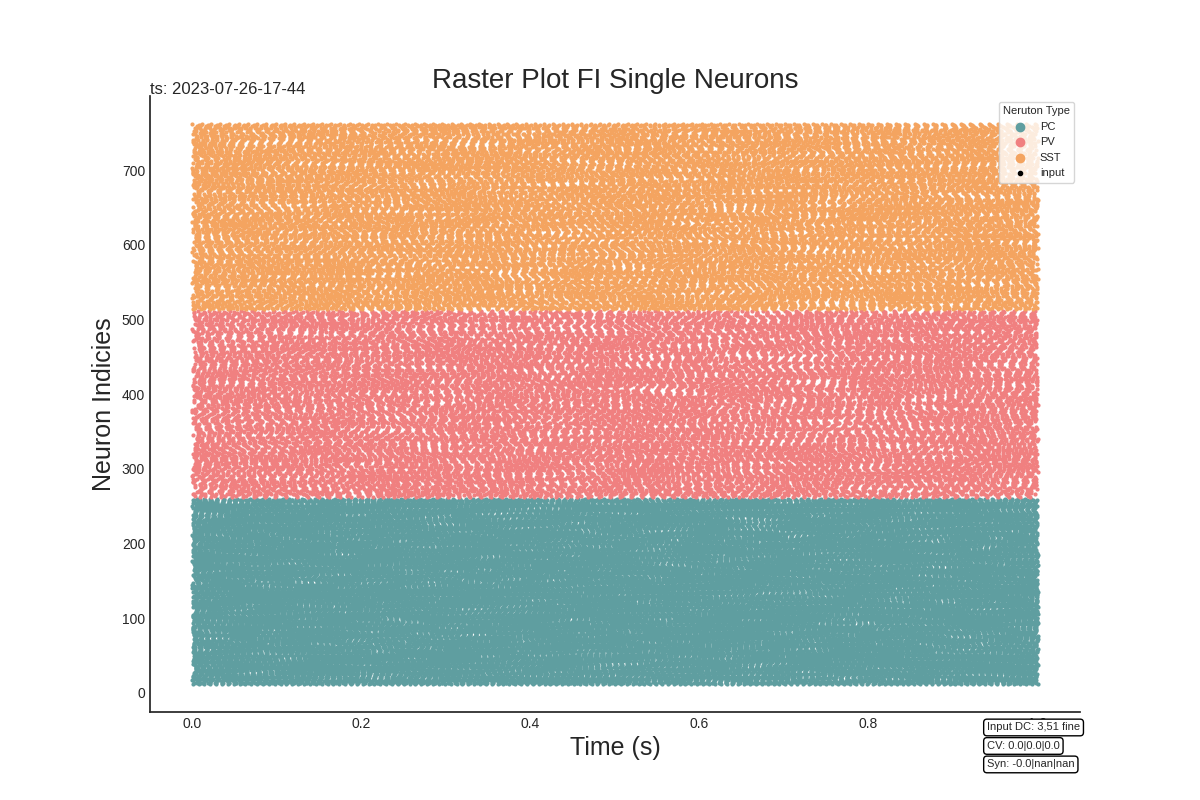 Raster Plot FI Single Neurons
ts: 2023-07-26-17-44
Neruton Type
PC
PV
SST
input
700
600
500
400
300
200
100
0
Neuron Indicies
0.0 0.2 0.4 0.6 0.8
Time (s)
Input DC: 3,51 fine
CV: 0.0|0.0|0.0
Syn: -0.0|nan|nan